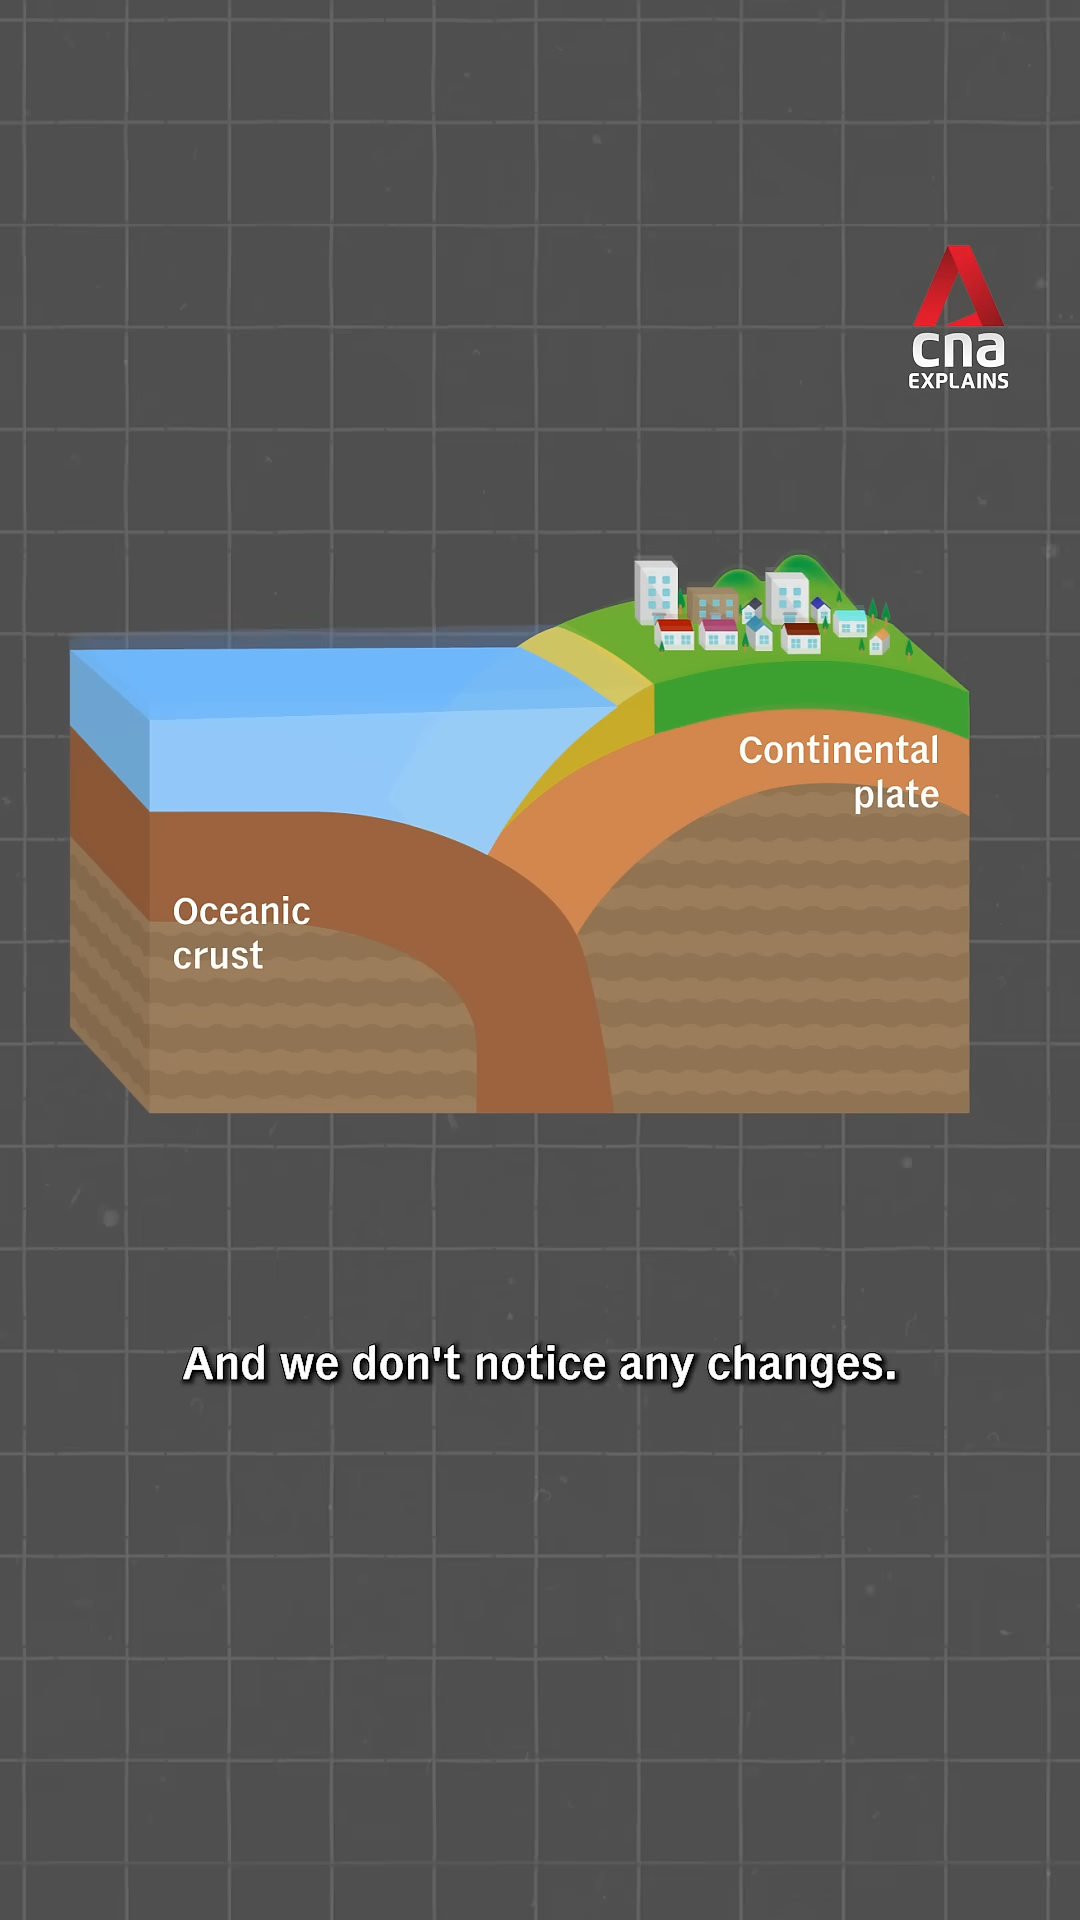 cna
EXPLAINS
Continental
plate
Oceanic
crust
And we don't notice any changes.